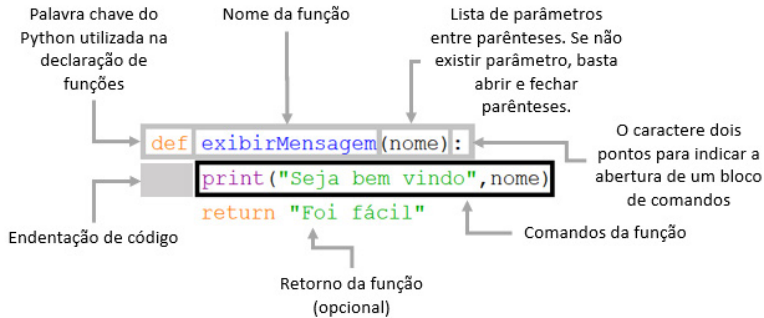 Palavra chave do
Python utilizada na
declaração de
funções
Nome da função
Lista de parâmetros
entre parênteses. Se não
existir parâmetro, basta
abrir e fechar
parênteses.
def exibirMensagem(nome):
print("Seja bem vindo",nome)
return "Foi fácil"
O caractere dois
pontos para indicar a
abertura de um bloco
de comandos
Endentação de código
Comandos da função
Retorno da função
(opcional)